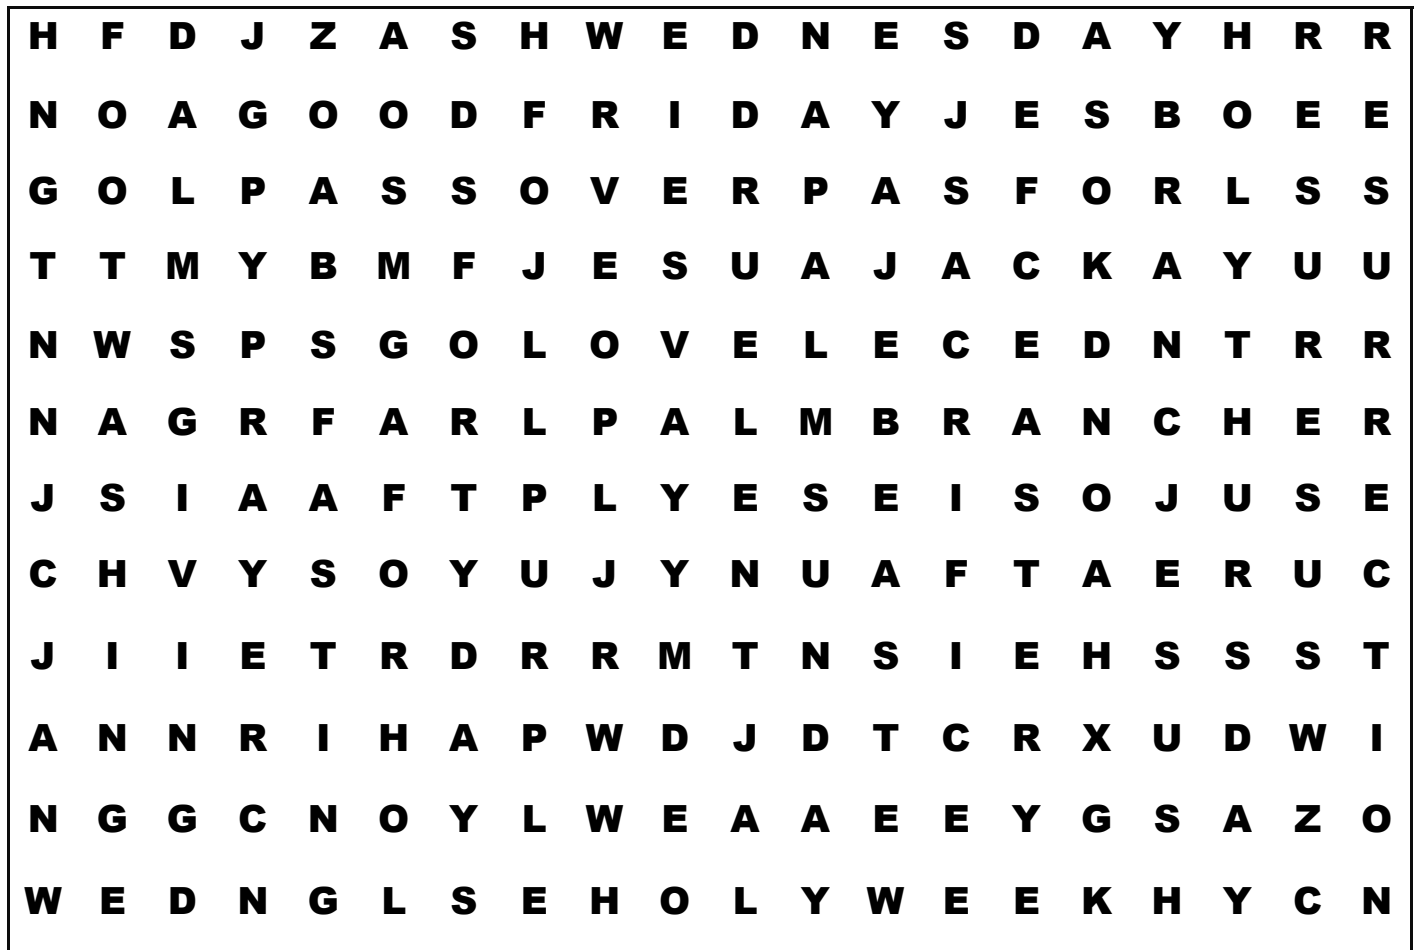 H F D J Z A S H W E D N E S D A Y H R R
N O A G O O D F R I D A Y J E S B O E E
G O L P A S S O V E R P A S F O R L S S
T T M Y B M F J E S U A J A C K A Y U U
N W S P S G O L O V E L E C E D N T R R
N A G R F A R L P A L M B R A N C H E R
J S I A A F T P L Y E S E I S O J U S E
C H V Y S O Y U J Y N U A F T A E R U C
J I I E T R D R R M T N S I E H S S S T
A N N R I H A P W D J D T C R X U D W I
N G G C N O Y L W E A A E E Y G S A Z O
W E D N G L S E H O L Y W E E K H Y C N